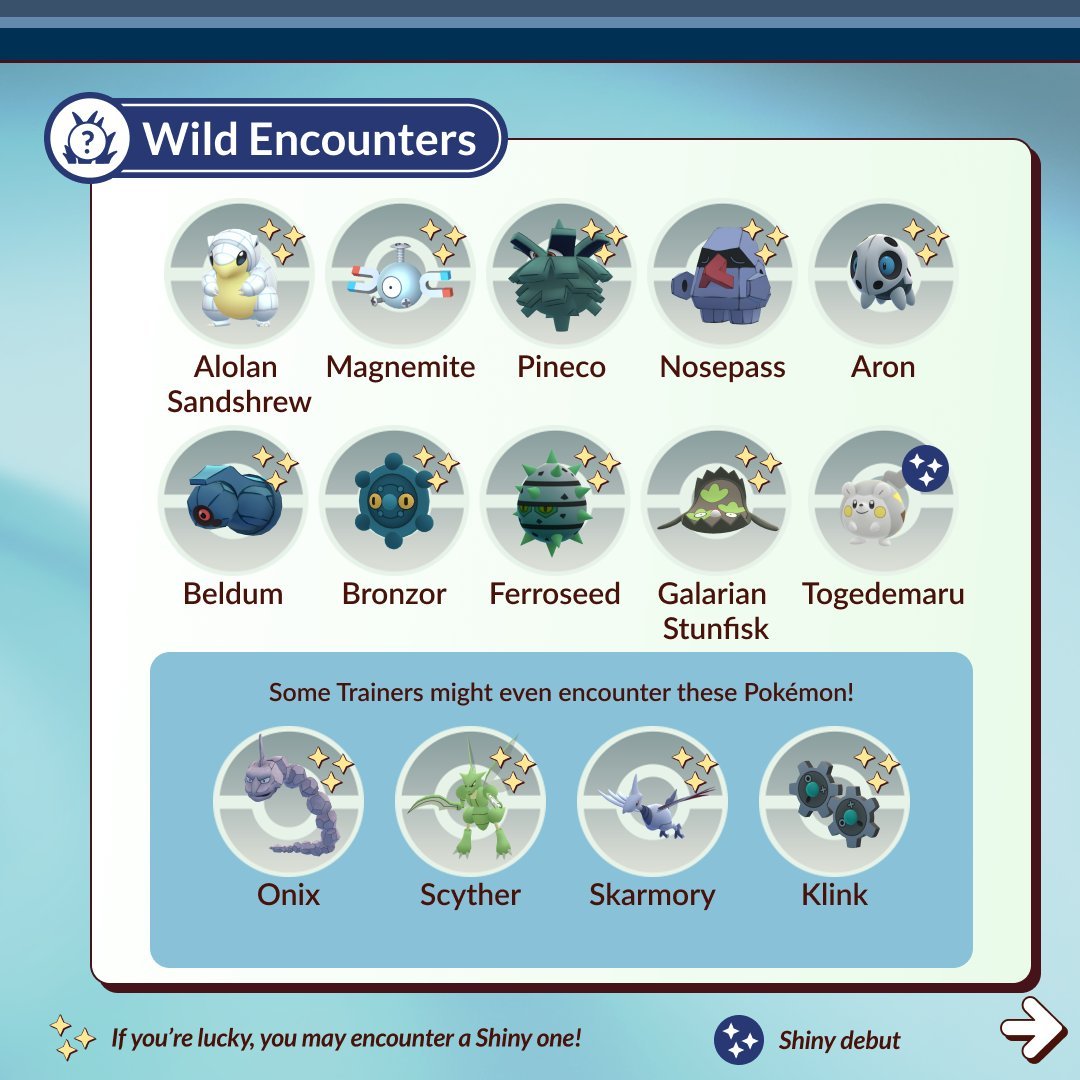 Wild Encounters
Alolan
Sandshrew
Magnemite
Pineco
Nosepass
Aron
Beldum
Bronzor
Ferroseed
Galarian
Stunfisk
Togedemaru
Some Trainers might even encounter these Pokémon!
Onix
Scyther
Skarmory
Klink
If you're lucky, you may encounter a Shiny one!
Shiny debut